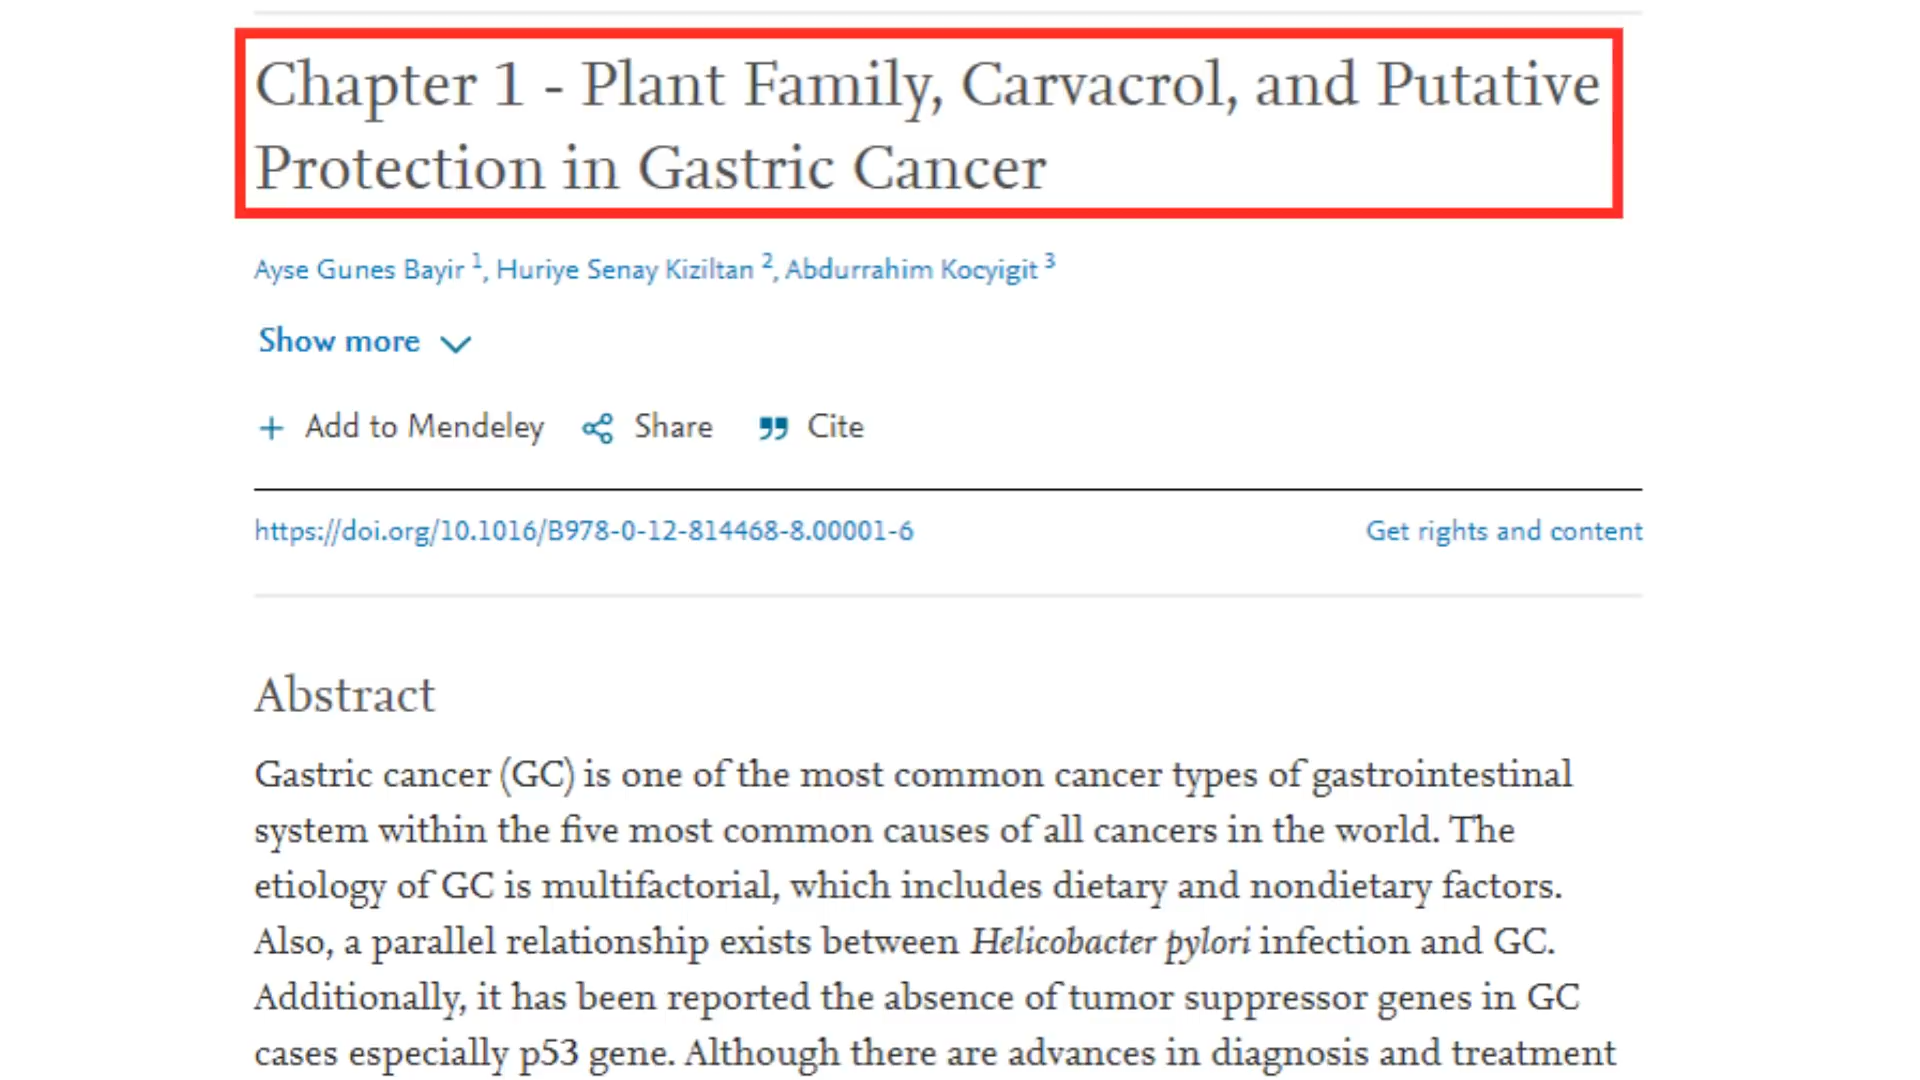 Chapter 1 - Plant Family, Carvacrol, and Putative
Protection in Gastric Cancer
Ayse Gunes Bayir 1, Huriye Senay Kiziltan 2, Abdurrahim Kocyigit 3
Show more
Add to Mendeley Share Cite
https://doi.org/10.1016/B978-0-12-814468-8.00001-6 Get rights and content
Abstract
Gastric cancer (GC) is one of the most common cancer types of gastrointestinal
system within the five most common causes of all cancers in the world. The
etiology of GC is multifactorial, which includes dietary and nondietary factors.
Also, a parallel relationship exists between Helicobacter pylori infection and GC.
Additionally, it has been reported the absence of tumor suppressor genes in GC
cases especially p53 gene. Although there are advances in diagnosis and treatment